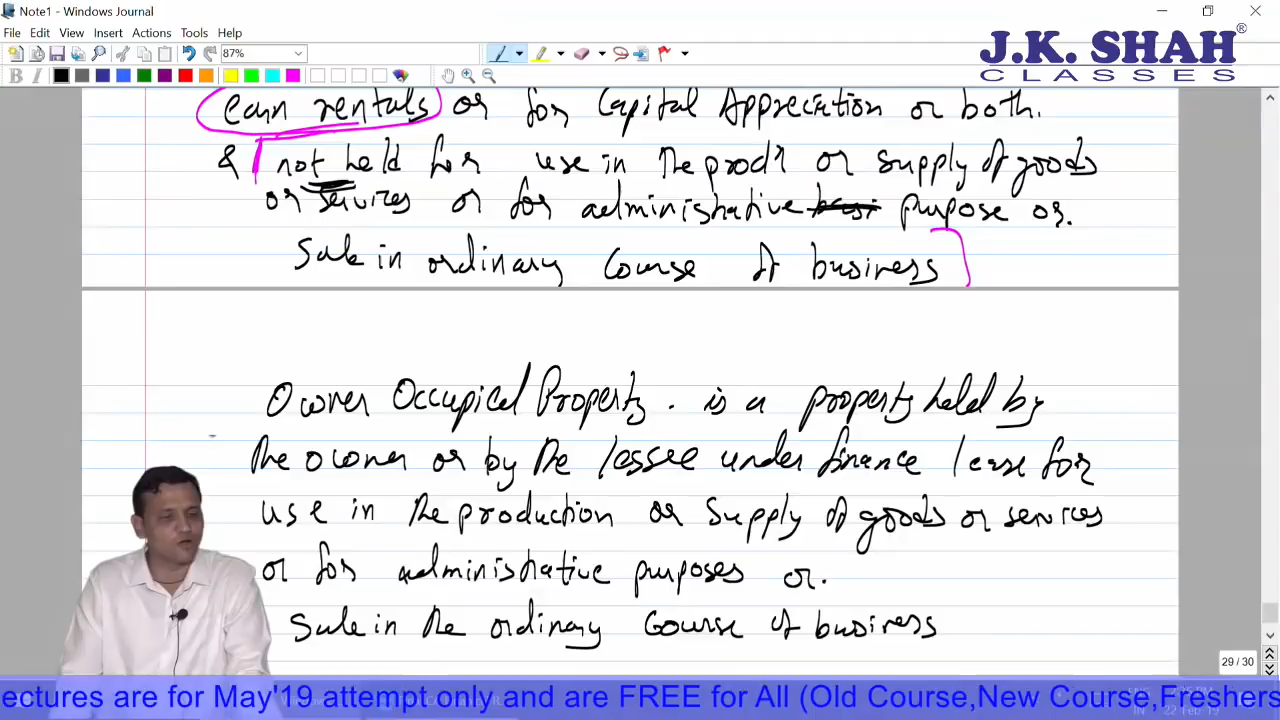 Note1 - Windows Journal
File Edit View Insert Actions Tools Help
87%
J.K. SHAH®
CLASSES
earn rentals or for Capital Appreciation or both.
& not held for use in the prodn or supply of goods
or services or for administrative purpose or.
Sale in ordinary Course of business
Owner Occupied Property. is a property held by
the owner or by the lessee under finance lease for
use in the production or supply of goods or services
or for administrative purposes or.
Sale in the ordinary Course of business
29 / 30
ectures are for May'19 attempt only and are FREE for All (Old Course,New Course,Freshers
22 Feb 19